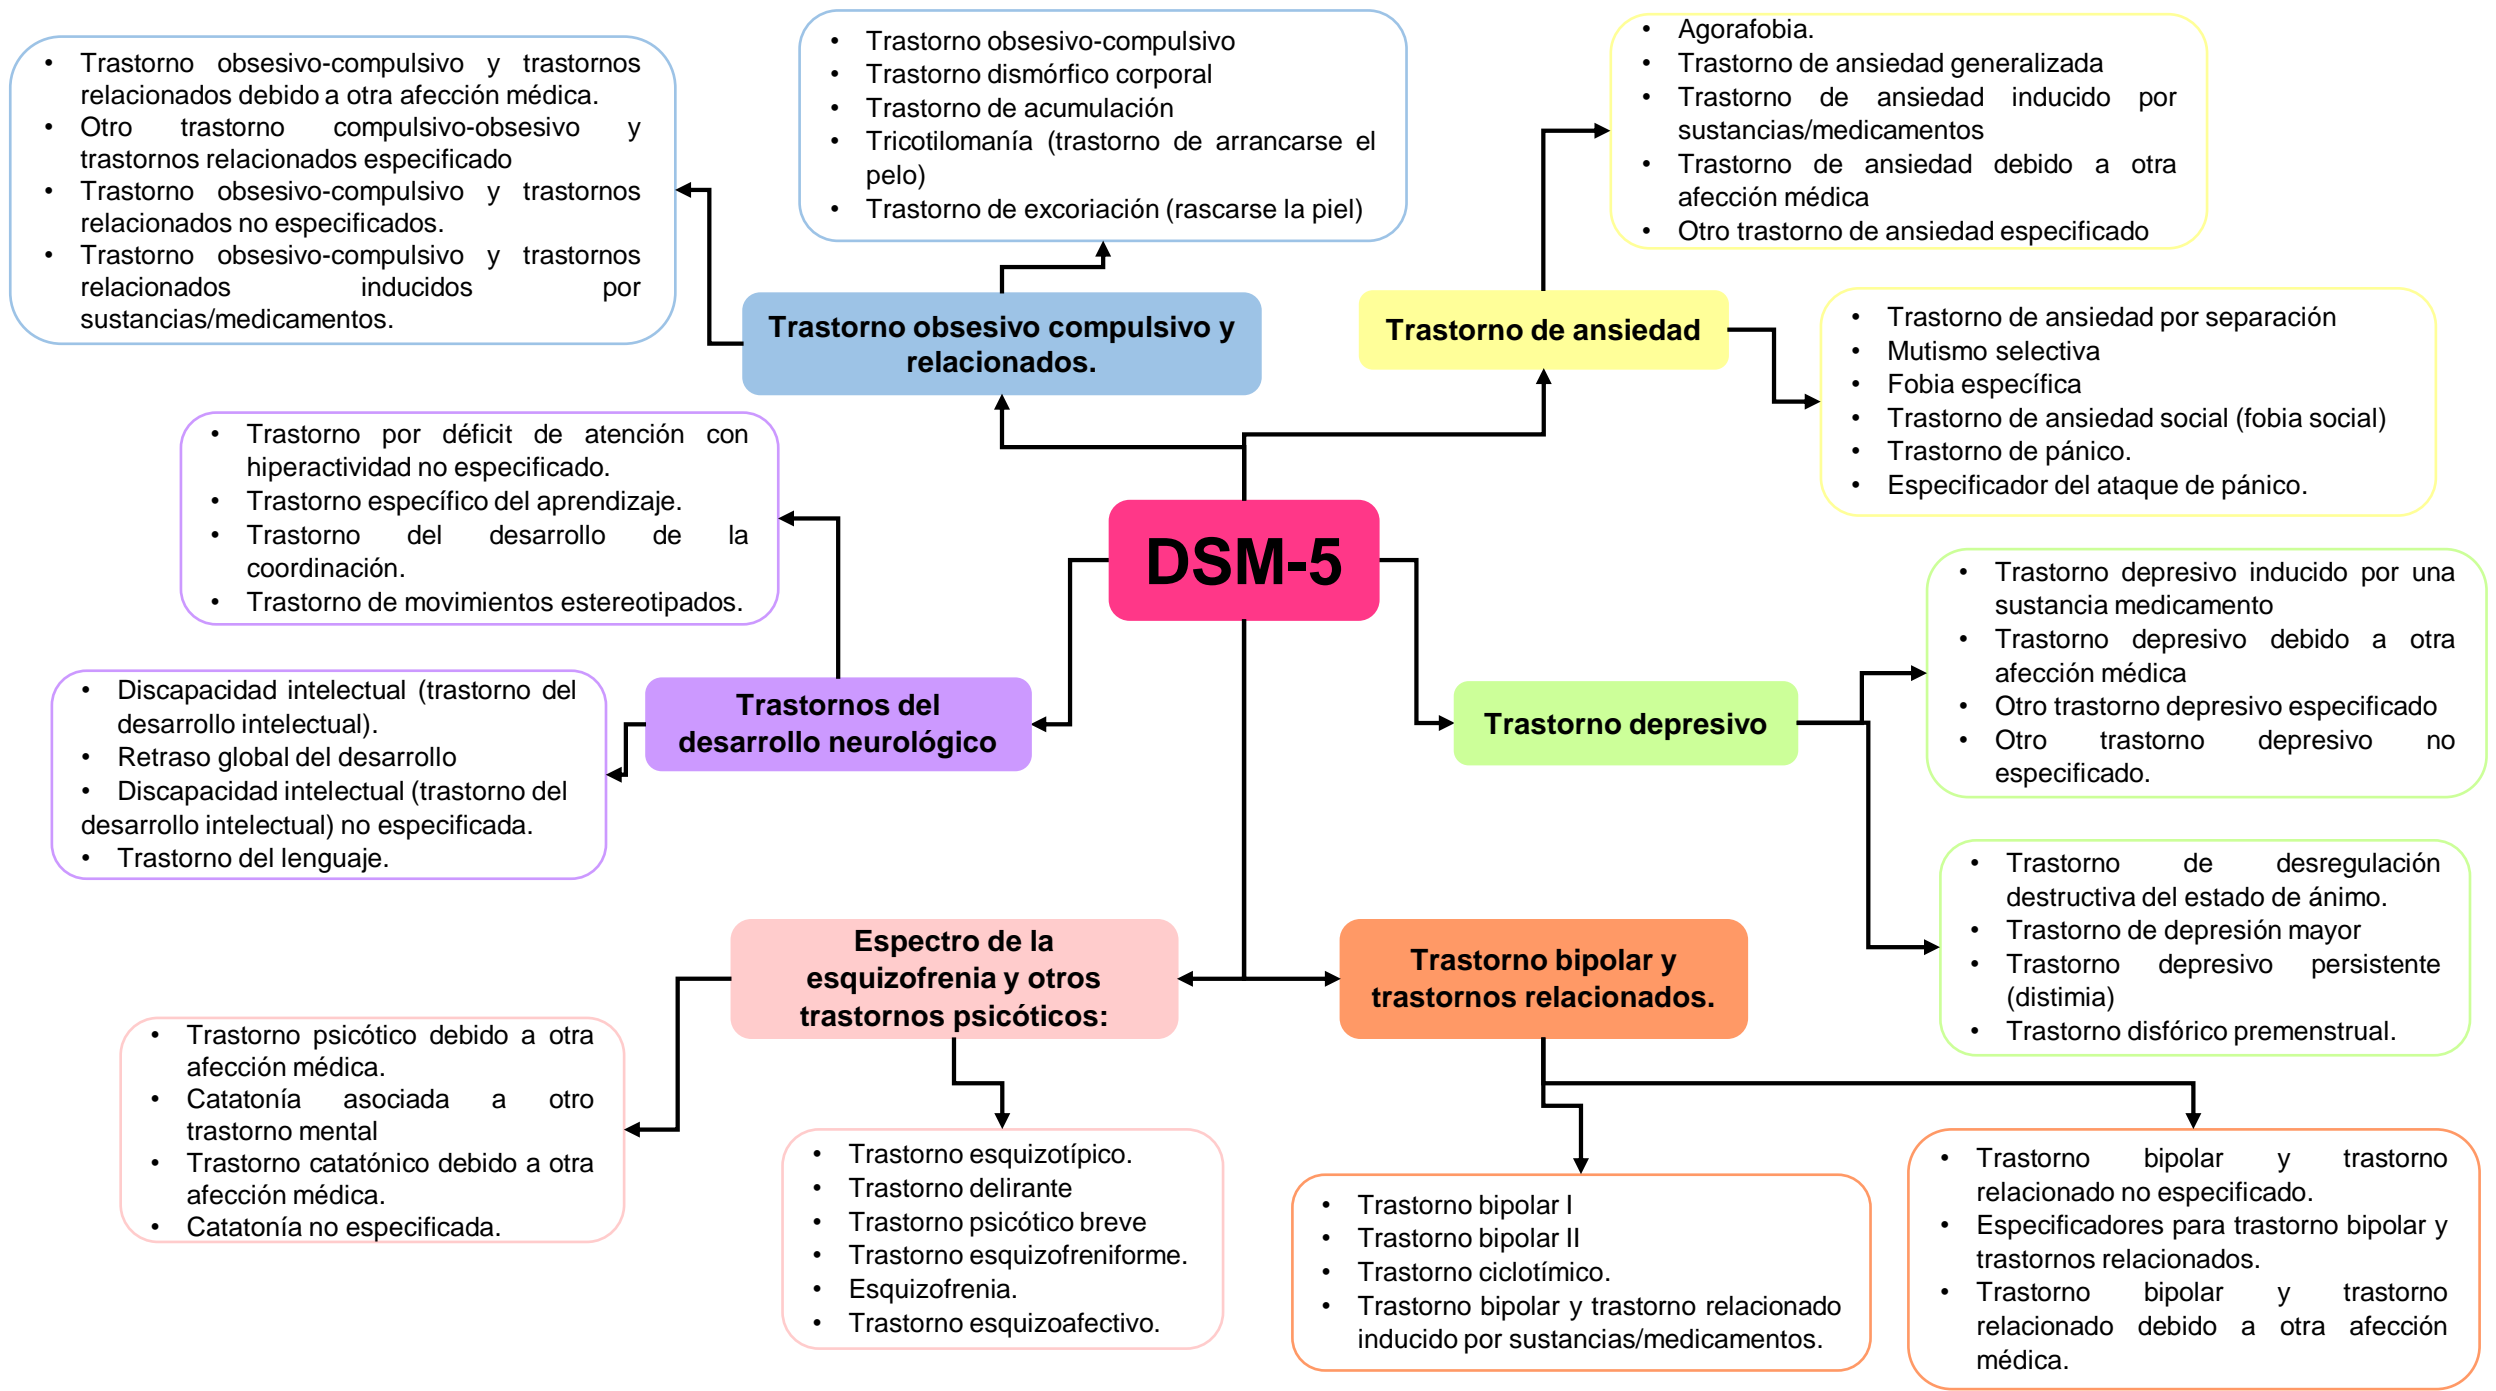 • Trastorno obsesivo-compulsivo y trastornos
relacionados debido a otra afección médica.
• Otro trastorno compulsivo-obsesivo y
trastornos relacionados especificado
• Trastorno obsesivo-compulsivo y trastornos
relacionados no especificados.
• Trastorno obsesivo-compulsivo y trastornos
relacionados inducidos por
sustancias/medicamentos.
• Trastorno obsesivo-compulsivo
• Trastorno dismórfico corporal
• Trastorno de acumulación
• Tricotilomanía (trastorno de arrancarse el
pelo)
• Trastorno de excoriación (rascarse la piel)
• Agorafobia.
• Trastorno de ansiedad generalizada
• Trastorno de ansiedad inducido por
sustancias/medicamentos
• Trastorno de ansiedad debido a otra
afección médica
• Otro trastorno de ansiedad especificado
Trastorno obsesivo compulsivo y
relacionados.
Trastorno de ansiedad
• Trastorno de ansiedad por separación
• Mutismo selectiva
• Fobia específica
• Trastorno de ansiedad social (fobia social)
• Trastorno de pánico.
• Especificador del ataque de pánico.
• Trastorno por déficit de atención con
hiperactividad no especificado.
• Trastorno específico del aprendizaje.
• Trastorno del desarrollo de la
coordinación.
• Trastorno de movimientos estereotipados.
DSM-5
• Trastorno depresivo inducido por una
sustancia medicamento
• Trastorno depresivo debido a otra
afección médica
• Otro trastorno depresivo especificado
• Otro trastorno depresivo no
especificado.
• Discapacidad intelectual (trastorno del
desarrollo intelectual).
• Retraso global del desarrollo
• Discapacidad intelectual (trastorno del
desarrollo intelectual) no especificada.
• Trastorno del lenguaje.
Trastornos del
desarrollo neurológico
Trastorno depresivo
• Trastorno de desregulación
destructiva del estado de ánimo.
• Trastorno de depresión mayor
• Trastorno depresivo persistente
(distimia)
• Trastorno disfórico premenstrual.
Espectro de la
esquizofrenia y otros
trastornos psicóticos:
Trastorno bipolar y
trastornos relacionados.
• Trastorno psicótico debido a otra
afección médica.
• Catatonía asociada a otro
trastorno mental
• Trastorno catatónico debido a otra
afección médica.
• Catatonía no especificada.
• Trastorno esquizotípico.
• Trastorno delirante
• Trastorno psicótico breve
• Trastorno esquizofreniforme.
• Esquizofrenia.
• Trastorno esquizoafectivo.
• Trastorno bipolar I
• Trastorno bipolar II
• Trastorno ciclotímico.
• Trastorno bipolar y trastorno relacionado
inducido por sustancias/medicamentos.
• Trastorno bipolar y trastorno
relacionado no especificado.
• Especificadores para trastorno bipolar y
trastornos relacionados.
• Trastorno bipolar y trastorno
relacionado debido a otra afección
médica.